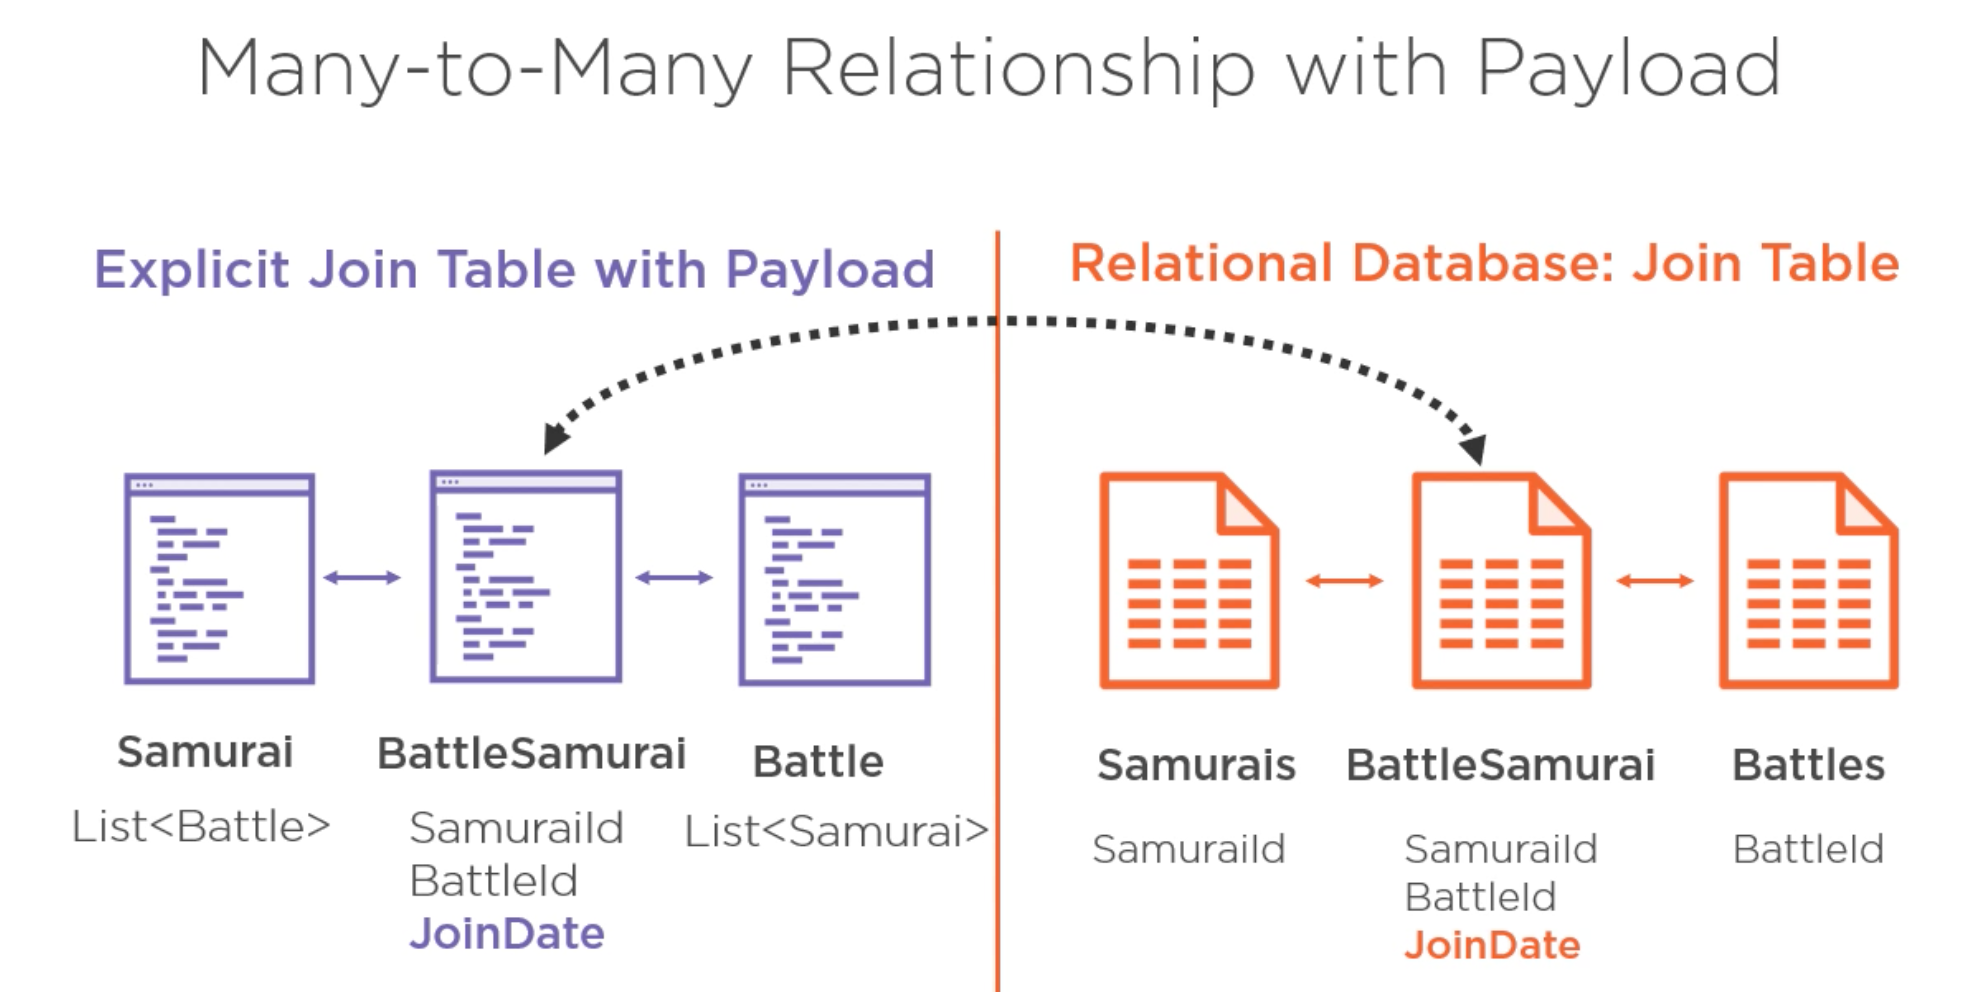 Many-to-Many Relationship with Payload
Explicit Join Table with Payload
Samurai
List<Battle>
BattleSamurai
SamuraiId
BattleId
JoinDate
Battle
List<Samurai>
Relational Database: Join Table
Samurais
SamuraiId
BattleSamurai
SamuraiId
BattleId
JoinDate
Battles
BattleId